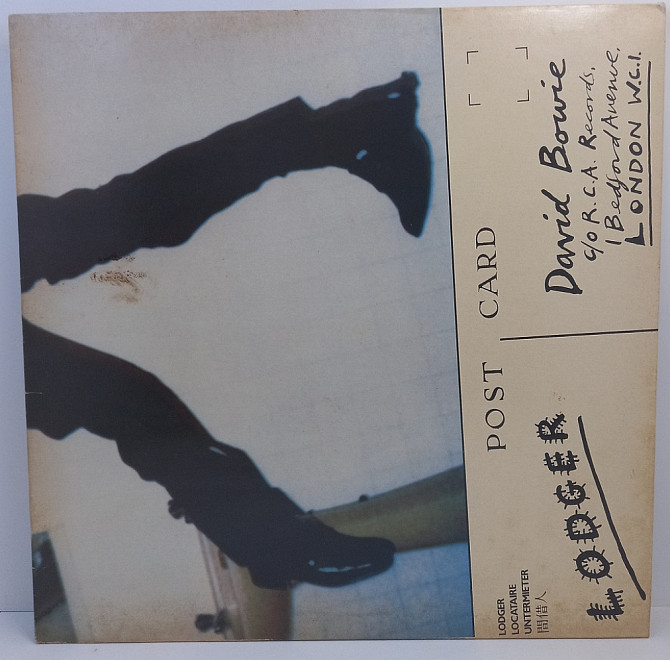 POST CARD
David Bowie
c/o R.C.A. Records,
1 Bedford Avenue,
LONDON W.C.1.
LODGER
LODGER
LOCATAIRE
UNTERMIETER
間借人